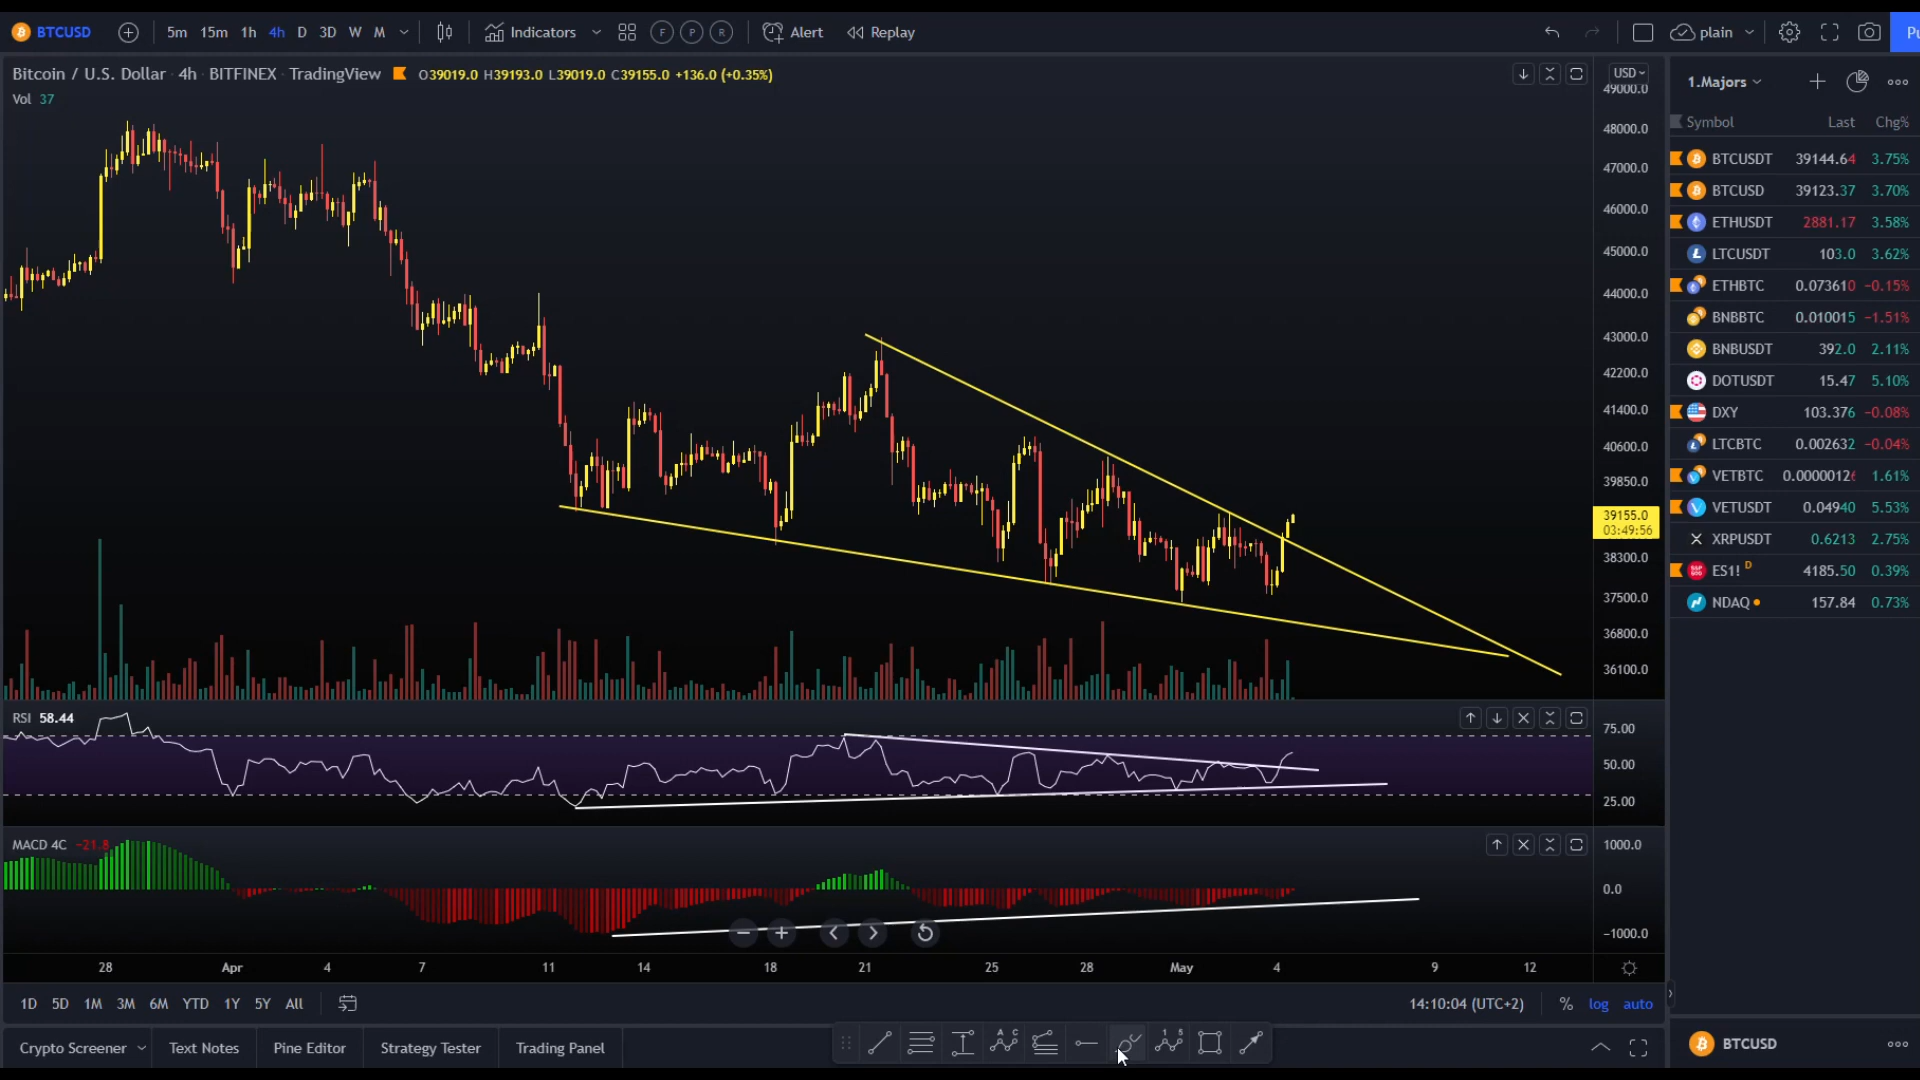 BTCUSD 5m 15m 1h 4h D 3D W M Indicators F P R Alert Replay plain
Bitcoin / U.S. Dollar · 4h · BITFINEX · TradingView O39019.0 H39193.0 L39019.0 C39155.0 +136.0 (+0.35%)
Vol 37
USD
49000.0
48000.0
47000.0
46000.0
45000.0
44000.0
43000.0
42200.0
41400.0
40600.0
39850.0
39155.0
03:49:56
38300.0
37500.0
36800.0
36100.0
RSI 58.44
75.00
50.00
25.00
MACD 4C −21.8
1000.0
0.0
−1000.0
28 Apr 4 7 11 14 18 21 25 28 May 4 9 12
1D 5D 1M 3M 6M YTD 1Y 5Y All 14:10:04 (UTC+2) % log auto
Crypto Screener Text Notes Pine Editor Strategy Tester Trading Panel
1.Majors
Symbol Last Chg%
BTCUSDT 39144.64 3.75%
BTCUSD 39123.37 3.70%
ETHUSDT 2881.17 3.58%
LTCUSDT 103.0 3.62%
ETHBTC 0.073610 −0.15%
BNBBTC 0.010015 −1.51%
BNBUSDT 392.0 2.11%
DOTUSDT 15.47 5.10%
DXY 103.376 −0.08%
LTCBTC 0.002632 −0.04%
VETBTC 0.0000012 1.61%
VETUSDT 0.04940 5.53%
XRPUSDT 0.6213 2.75%
ES1! D 4185.50 0.39%
NDAQ 157.84 0.73%
BTCUSD